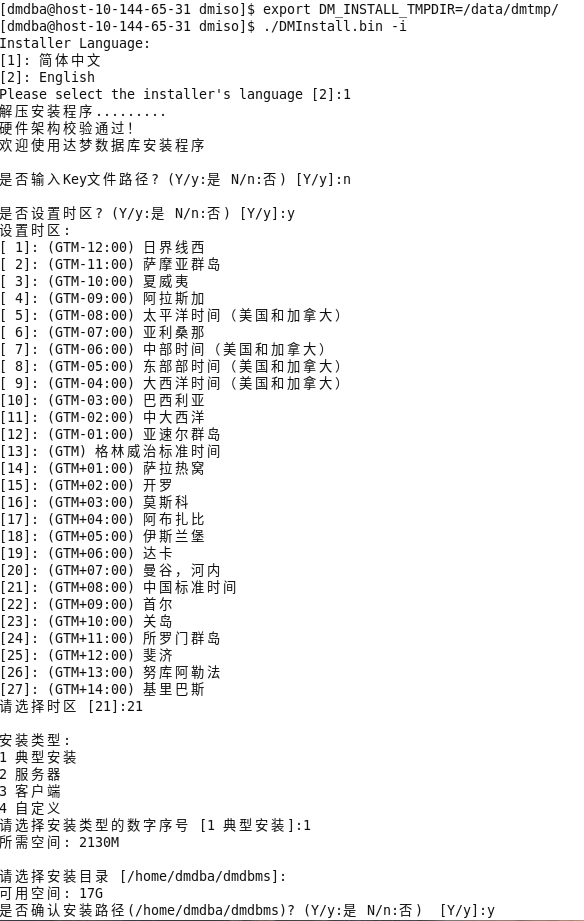 [dmdba@host-10-144-65-31 dmiso]$ export DM_INSTALL_TMPDIR=/data/dmtmp/
[dmdba@host-10-144-65-31 dmiso]$ ./DMInstall.bin -i
Installer Language:
[1]: 简体中文
[2]: English
Please select the installer's language [2]:1
解压安装程序.........
硬件架构校验通过!
欢迎使用达梦数据库安装程序
是否输入Key文件路径? (Y/y:是 N/n:否) [Y/y]:n
是否设置时区? (Y/y:是 N/n:否) [Y/y]:y
设置时区:
[ 1]: (GTM-12:00) 日界线西
[ 2]: (GTM-11:00) 萨摩亚群岛
[ 3]: (GTM-10:00) 夏威夷
[ 4]: (GTM-09:00) 阿拉斯加
[ 5]: (GTM-08:00) 太平洋时间（美国和加拿大）
[ 6]: (GTM-07:00) 亚利桑那
[ 7]: (GTM-06:00) 中部时间（美国和加拿大）
[ 8]: (GTM-05:00) 东部部时间（美国和加拿大）
[ 9]: (GTM-04:00) 大西洋时间（美国和加拿大）
[10]: (GTM-03:00) 巴西利亚
[11]: (GTM-02:00) 中大西洋
[12]: (GTM-01:00) 亚速尔群岛
[13]: (GTM) 格林威治标准时间
[14]: (GTM+01:00) 萨拉热窝
[15]: (GTM+02:00) 开罗
[16]: (GTM+03:00) 莫斯科
[17]: (GTM+04:00) 阿布扎比
[18]: (GTM+05:00) 伊斯兰堡
[19]: (GTM+06:00) 达卡
[20]: (GTM+07:00) 曼谷，河内
[21]: (GTM+08:00) 中国标准时间
[22]: (GTM+09:00) 首尔
[23]: (GTM+10:00) 关岛
[24]: (GTM+11:00) 所罗门群岛
[25]: (GTM+12:00) 斐济
[26]: (GTM+13:00) 努库阿勒法
[27]: (GTM+14:00) 基里巴斯
请选择时区 [21]:21
安装类型:
1 典型安装
2 服务器
3 客户端
4 自定义
请选择安装类型的数字序号 [1 典型安装]:1
所需空间: 2130M
请选择安装目录 [/home/dmdba/dmdbms]:
可用空间: 17G
是否确认安装路径(/home/dmdba/dmdbms)? (Y/y:是 N/n:否)  [Y/y]:y